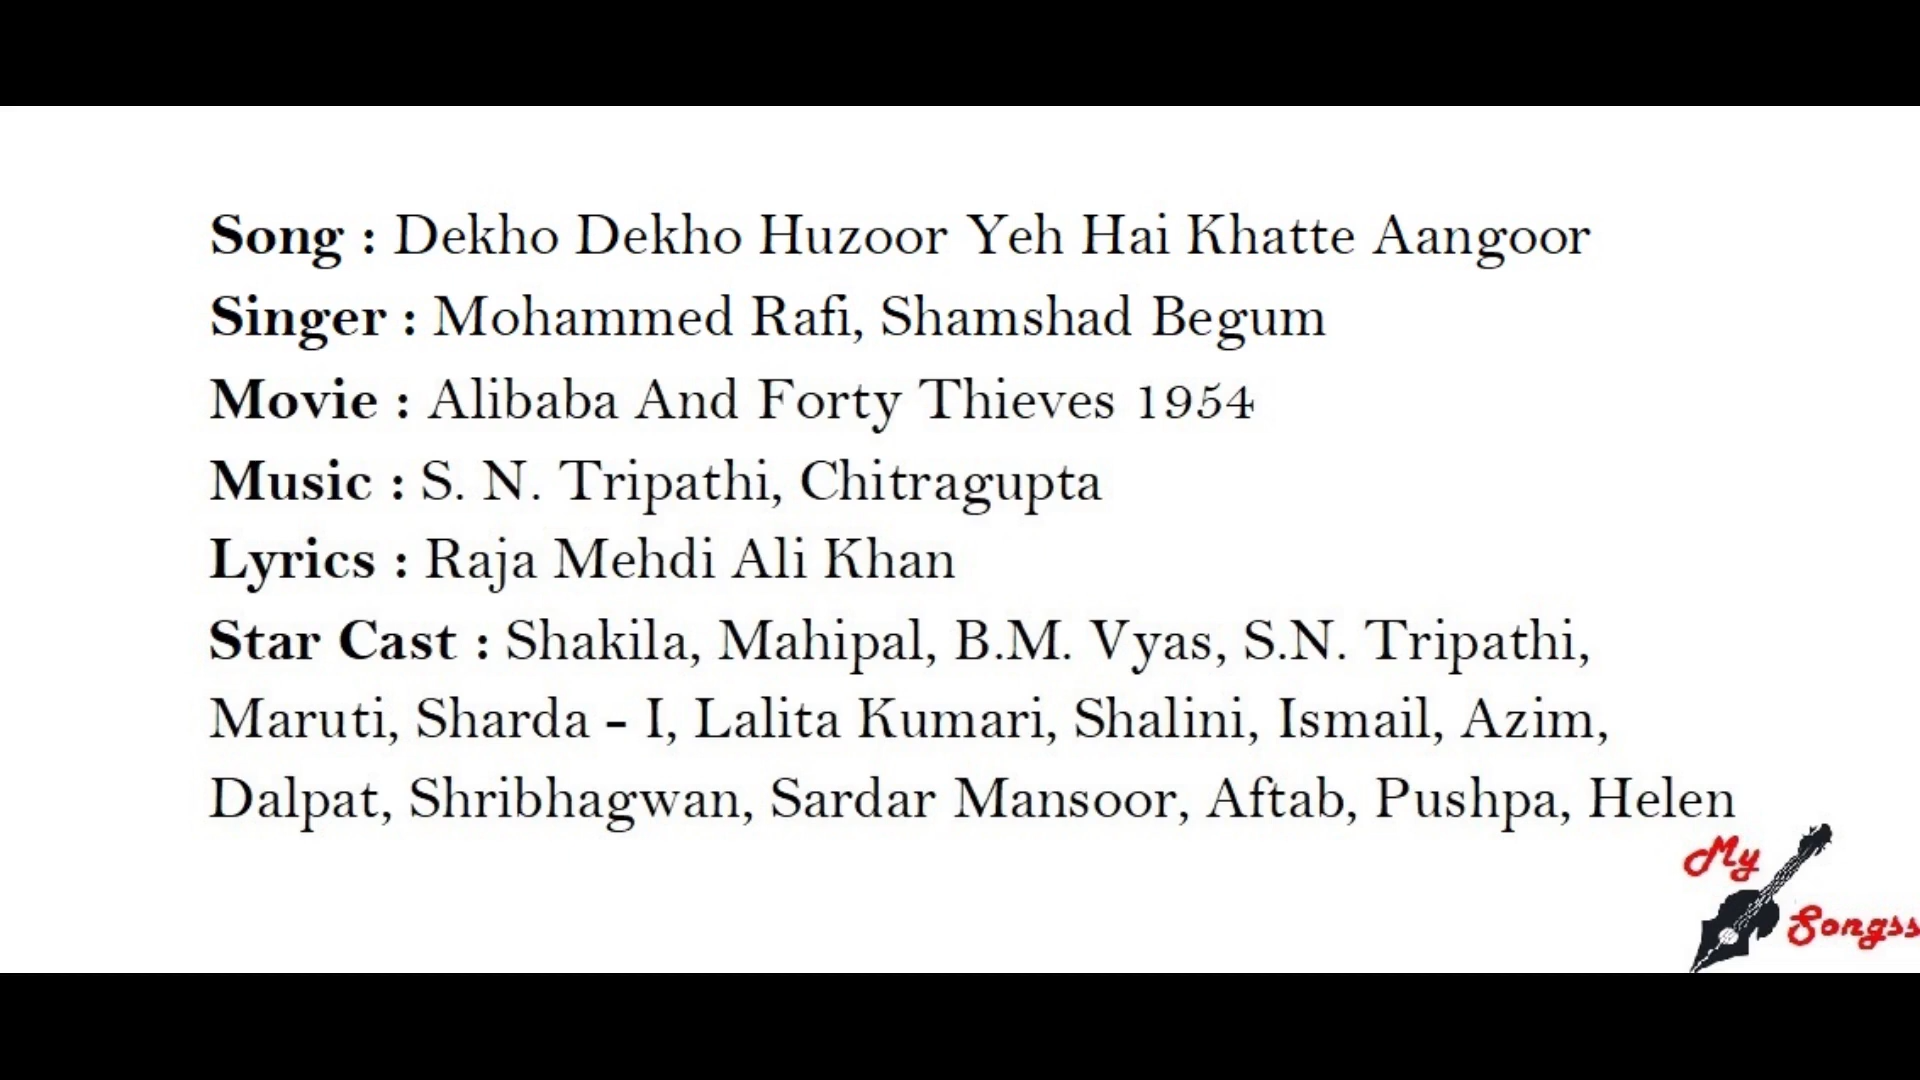 Song : Dekho Dekho Huzoor Yeh Hai Khatte Aangoor
Singer : Mohammed Rafi, Shamshad Begum
Movie : Alibaba And Forty Thieves 1954
Music : S. N. Tripathi, Chitragupta
Lyrics : Raja Mehdi Ali Khan
Star Cast : Shakila, Mahipal, B.M. Vyas, S.N. Tripathi,
Maruti, Sharda - I, Lalita Kumari, Shalini, Ismail, Azim,
Dalpat, Shribhagwan, Sardar Mansoor, Aftab, Pushpa, Helen
My
Songss